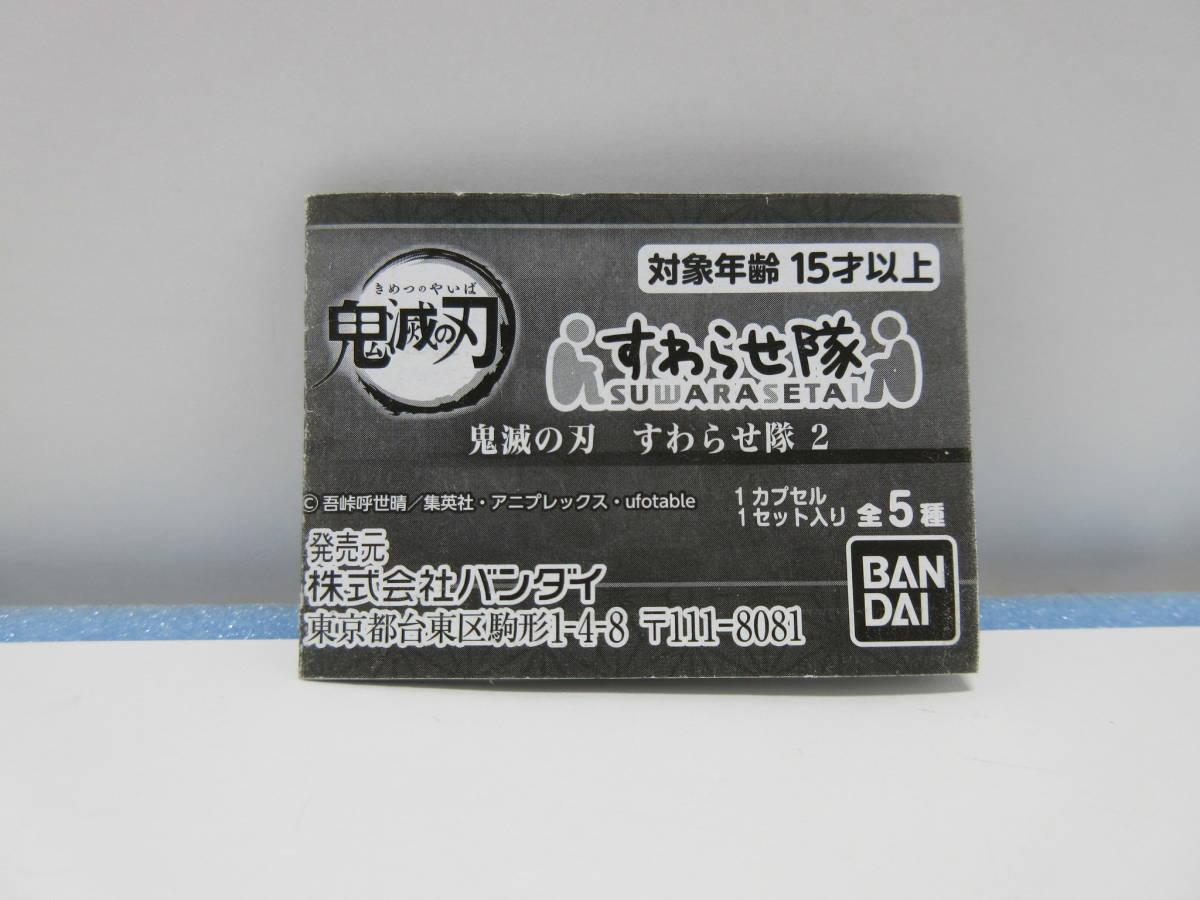 対象年齢 15才以上
きめつのやいば
鬼滅の刃
すわらせ隊
SUWARASETAI
鬼滅の刃 すわらせ隊 2
© 吾峠呼世晴／集英社・アニプレックス・ufotable
1カプセル
1セット入り 全5種
発売元
株式会社バンダイ
東京都台東区駒形1-4-8 〒111-8081
BAN
DAI